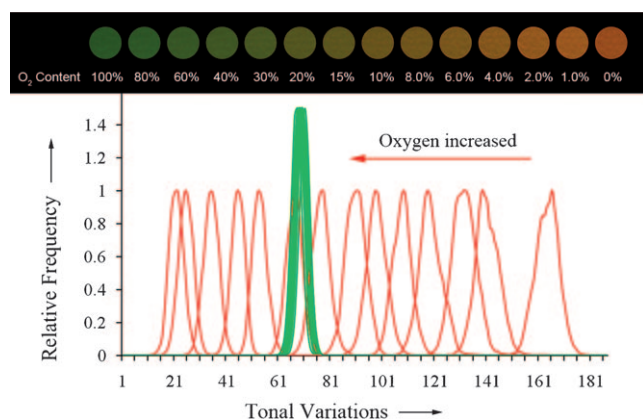 O2 Content 100% 80% 60% 40% 30% 20% 15% 10% 8.0% 6.0% 4.0% 2.0% 1.0% 0%
Oxygen increased
Relative Frequency
1.4
1.2
1
0.8
0.6
0.4
0.2
0
1 21 41 61 81 101 121 141 161 181
Tonal Variations